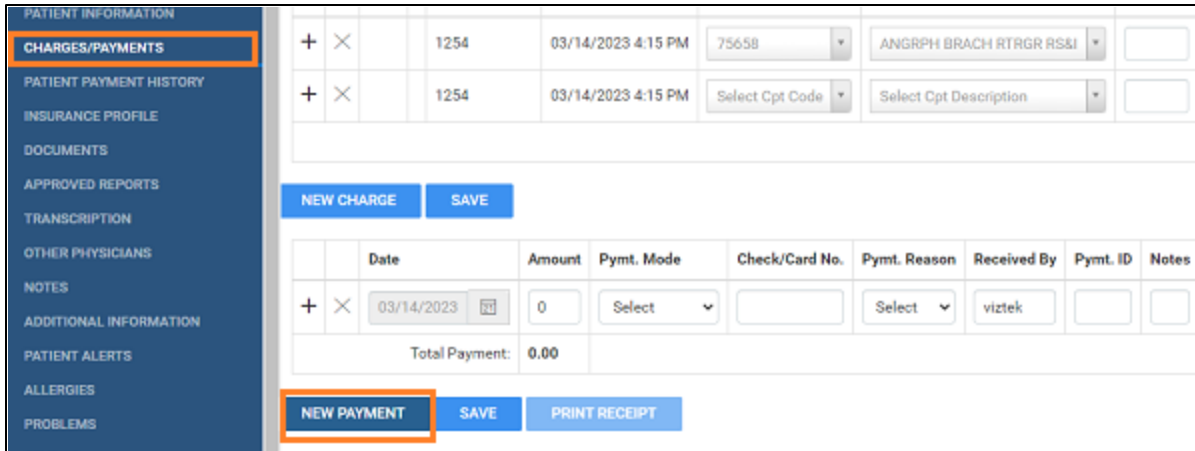 PATIENT INFORMATION
CHARGES/PAYMENTS
PATIENT PAYMENT HISTORY
INSURANCE PROFILE
DOCUMENTS
APPROVED REPORTS
TRANSCRIPTION
OTHER PHYSICIANS
NOTES
ADDITIONAL INFORMATION
PATIENT ALERTS
ALLERGIES
PROBLEMS
1254 03/14/2023 4:15 PM 75658 ANGRPH BRACH RTRGR RS&I
1254 03/14/2023 4:15 PM Select Cpt Code Select Cpt Description
NEW CHARGE SAVE
Date Amount Pymt. Mode Check/Card No. Pymt. Reason Received By Pymt. ID Notes
03/14/2023 0 Select Select viztek
Total Payment: 0.00
NEW PAYMENT SAVE PRINT RECEIPT